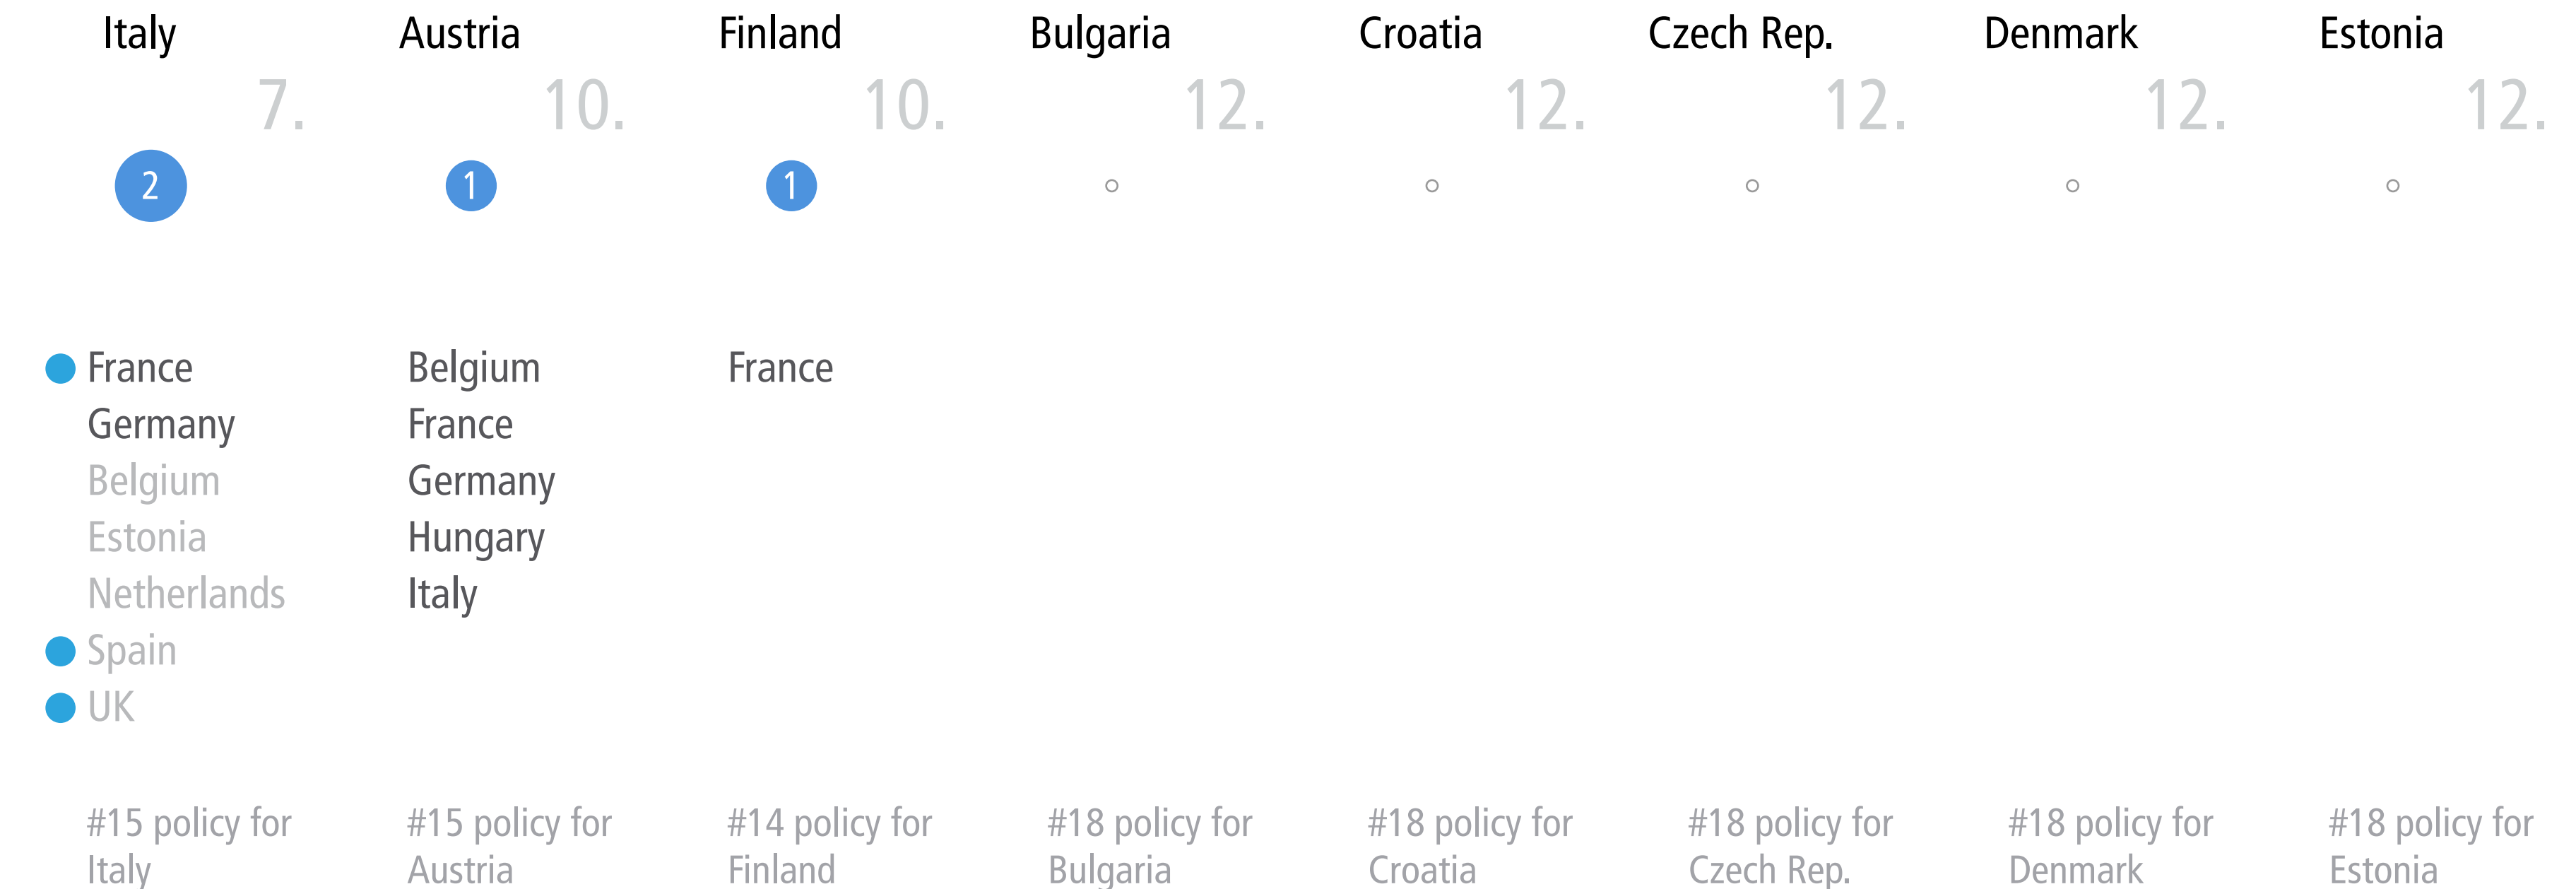 Italy Austria Finland Bulgaria Croatia Czech Rep. Denmark Estonia
7. 10. 10. 12. 12. 12. 12. 12.
2 1 1
France Belgium France
Germany France
Belgium Germany
Estonia Hungary
Netherlands Italy
Spain
UK
#15 policy for #15 policy for #14 policy for #18 policy for #18 policy for #18 policy for #18 policy for #18 policy for
Italy Austria Finland Bulgaria Croatia Czech Rep. Denmark Estonia